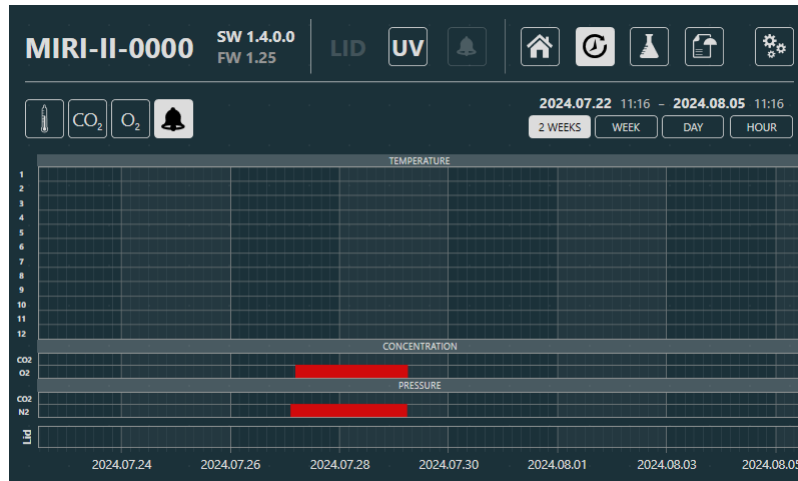 MIRI-II-0000
SW 1.4.0.0
FW 1.25
LID
UV
CO₂
O₂
2024.07.22 11:16 – 2024.08.05 11:16
2 WEEKS
WEEK
DAY
HOUR
TEMPERATURE
1
2
3
4
5
6
7
8
9
10
11
12
CONCENTRATION
CO2
O2
PRESSURE
CO2
N2
Lid
2024.07.24 2024.07.26 2024.07.28 2024.07.30 2024.08.01 2024.08.03 2024.08.05